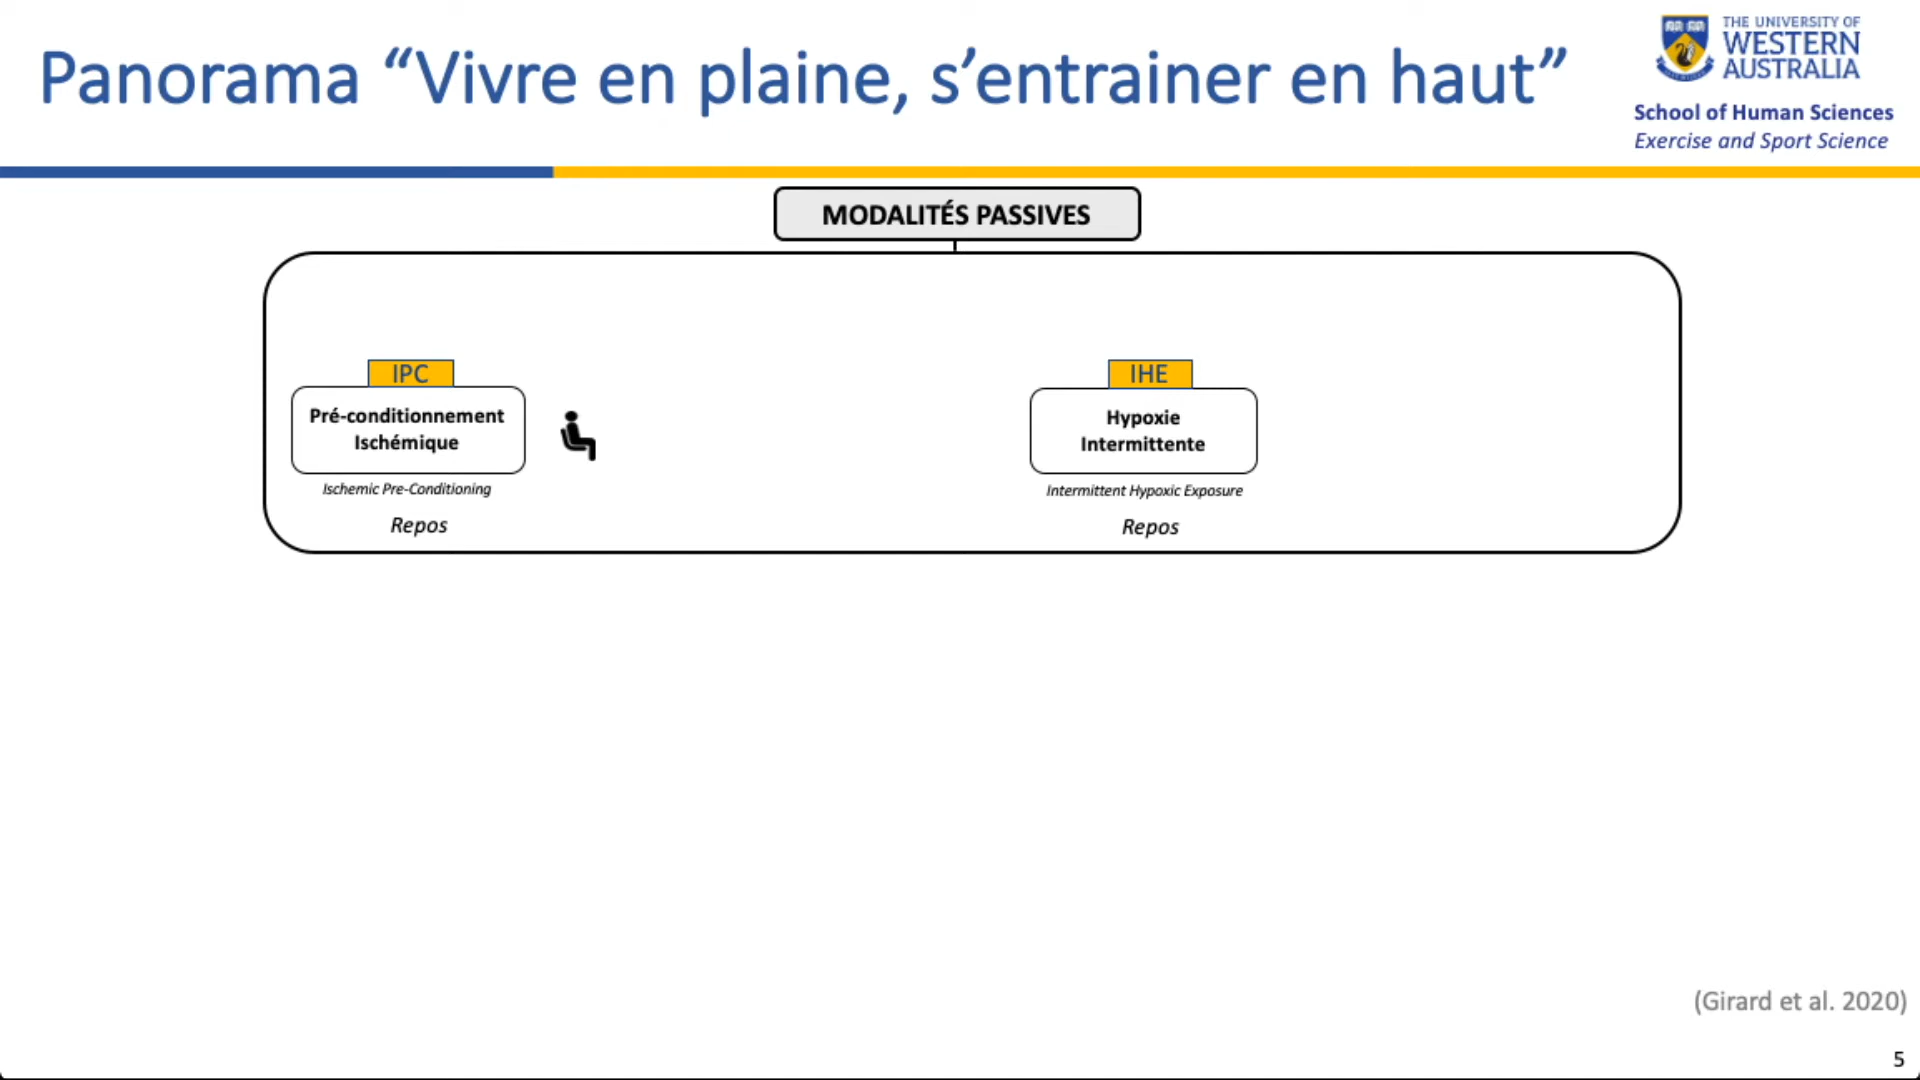 Panorama “Vivre en plaine, s’entrainer en haut”
THE UNIVERSITY OF
WESTERN
AUSTRALIA
School of Human Sciences
Exercise and Sport Science
MODALITÉS PASSIVES
IPC
Pré-conditionnement
Ischémique
Ischemic Pre-Conditioning
Repos
IHE
Hypoxie
Intermittente
Intermittent Hypoxic Exposure
Repos
(Girard et al. 2020)
5